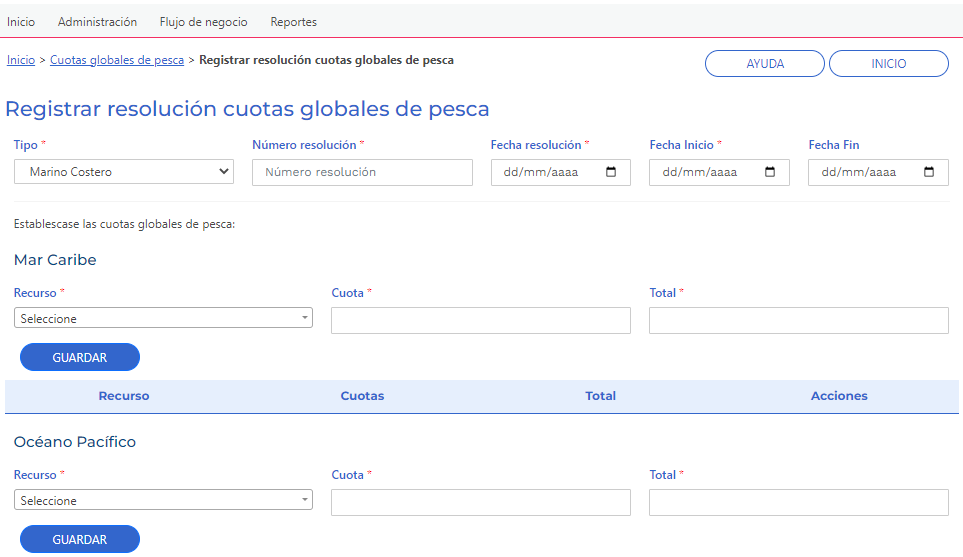 Inicio Administración Flujo de negocio Reportes
Inicio > Cuotas globales de pesca > Registrar resolución cuotas globales de pesca
AYUDA INICIO
Registrar resolución cuotas globales de pesca
Tipo * Número resolución * Fecha resolución * Fecha Inicio * Fecha Fin
Marino Costero Número resolución dd/mm/aaaa dd/mm/aaaa dd/mm/aaaa
Establescase las cuotas globales de pesca:
Mar Caribe
Recurso * Cuota * Total *
Seleccione
GUARDAR
Recurso Cuotas Total Acciones
Océano Pacífico
Recurso * Cuota * Total *
Seleccione
GUARDAR